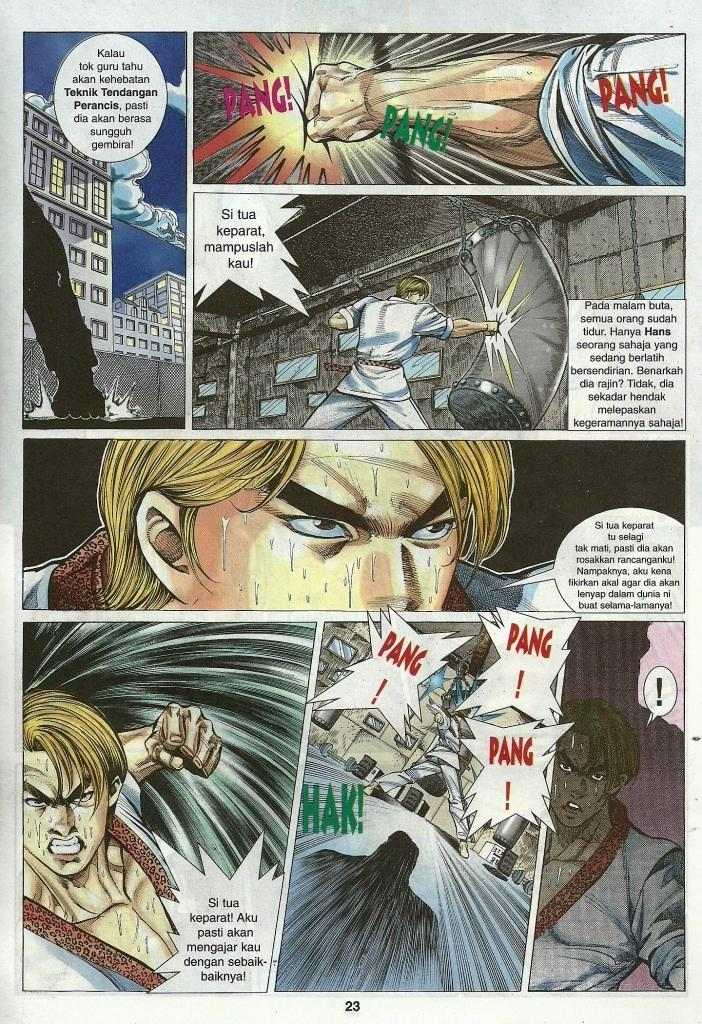 Kalau
tok guru tahu
akan kehebatan
Teknik Tendangan
Perancis, pasti
dia akan berasa
sungguh
gembira!
PANG!
PANG!
PANG!
Si tua
keparat,
mampuslah
kau!
Pada malam buta,
semua orang sudah
tidur. Hanya Hans
seorang sahaja yang
sedang berlatih
bersendirian. Benarkah
dia rajin? Tidak, dia
sekadar hendak
melepaskan
kegeramannya sahaja!
Si tua keparat
tu selagi
tak mati, pasti dia akan
rosakkan rancanganku!
Nampaknya, aku kena
fikirkan akal agar dia akan
lenyap dalam dunia ni
buat selama-lamanya!
Si tua
keparat! Aku
pasti akan
mengajar kau
dengan sebaik-
baiknya!
PANG
!
PANG
!
PANG
!
HAK!
!
23